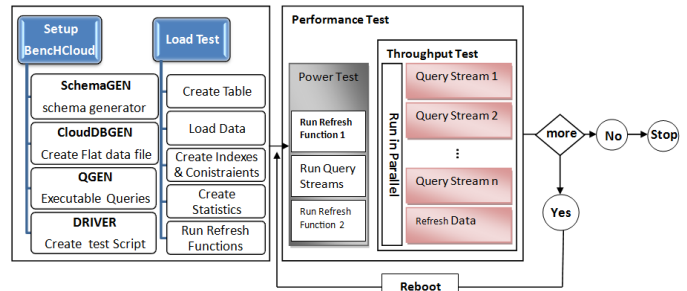 Setup
BencHCloud
SchemaGEN
schema generator
CloudDBGEN
Create Flat data file
QGEN
Executable Queries
DRIVER
Create test Script
Load Test
Create Table
Load Data
Create Indexes
& Constriaints
Create
Statistics
Run Refresh
Functions
Performance Test
Power Test
Run Refresh
Function 1
Run Query
Streams
Run Refresh
Function 2
Throughput Test
Run in Parallel
Query Stream 1
Query Stream 2
...
Query Stream n
Refresh Data
more
No
Stop
Yes
Reboot